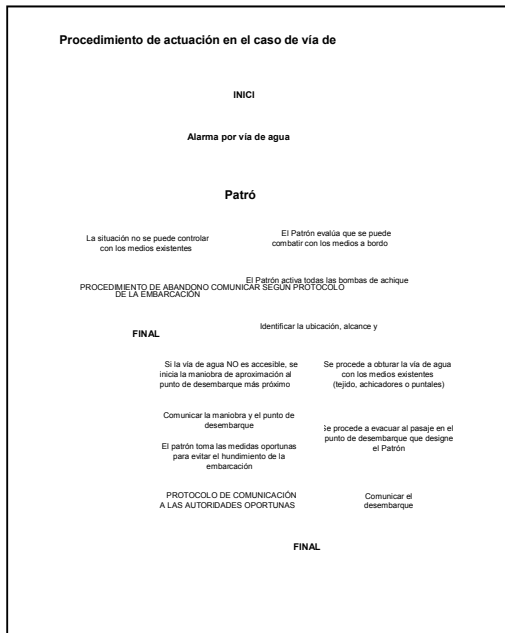 Procedimiento de actuación en el caso de vía de
INICI
Alarma por vía de agua
Patró
La situación no se puede controlar
con los medios existentes
El Patrón evalúa que se puede
combatir con los medios a bordo
El Patrón activa todas las bombas de achique
PROCEDIMIENTO DE ABANDONO COMUNICAR SEGÚN PROTOCOLO
DE LA EMBARCACIÓN
Identificar la ubicación, alcance y
FINAL
Si la vía de agua NO es accesible, se
inicia la maniobra de aproximación al
punto de desembarque más próximo
Se procede a obturar la vía de agua
con los medios existentes
(tejido, achicadores o puntales)
Comunicar la maniobra y el punto de
desembarque
Se procede a evacuar al pasaje en el
punto de desembarque que designe
el Patrón
El patrón toma las medidas oportunas
para evitar el hundimiento de la
embarcación
PROTOCOLO DE COMUNICACIÓN
A LAS AUTORIDADES OPORTUNAS
Comunicar el
desembarque
FINAL